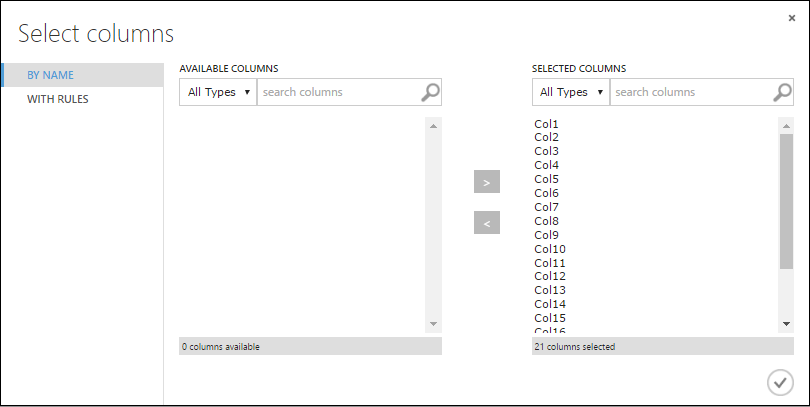 Select columns
BY NAME
WITH RULES
AVAILABLE COLUMNS
All Types
search columns
0 columns available
>
<
SELECTED COLUMNS
All Types
search columns
Col1
Col2
Col3
Col4
Col5
Col6
Col7
Col8
Col9
Col10
Col11
Col12
Col13
Col14
Col15
Col16
21 columns selected